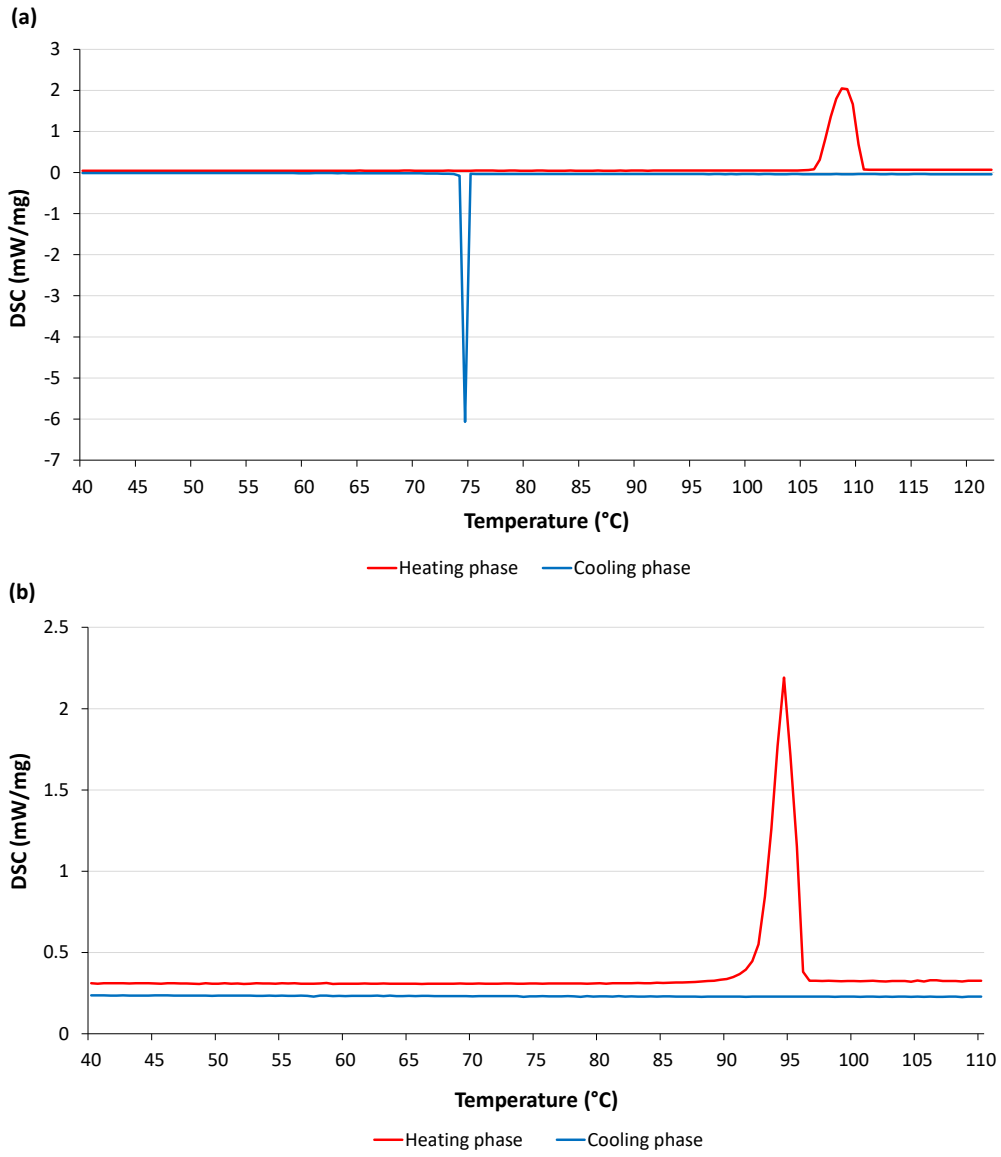 (a)
3
2
1
0
-1
-2
-3
-4
-5
-6
-7
DSC (mW/mg)
40 45 50 55 60 65 70 75 80 85 90 95 100 105 110 115 120
Temperature (°C)
Heating phase Cooling phase
(b)
2.5
2
1.5
1
0.5
0
DSC (mW/mg)
40 45 50 55 60 65 70 75 80 85 90 95 100 105 110
Temperature (°C)
Heating phase Cooling phase